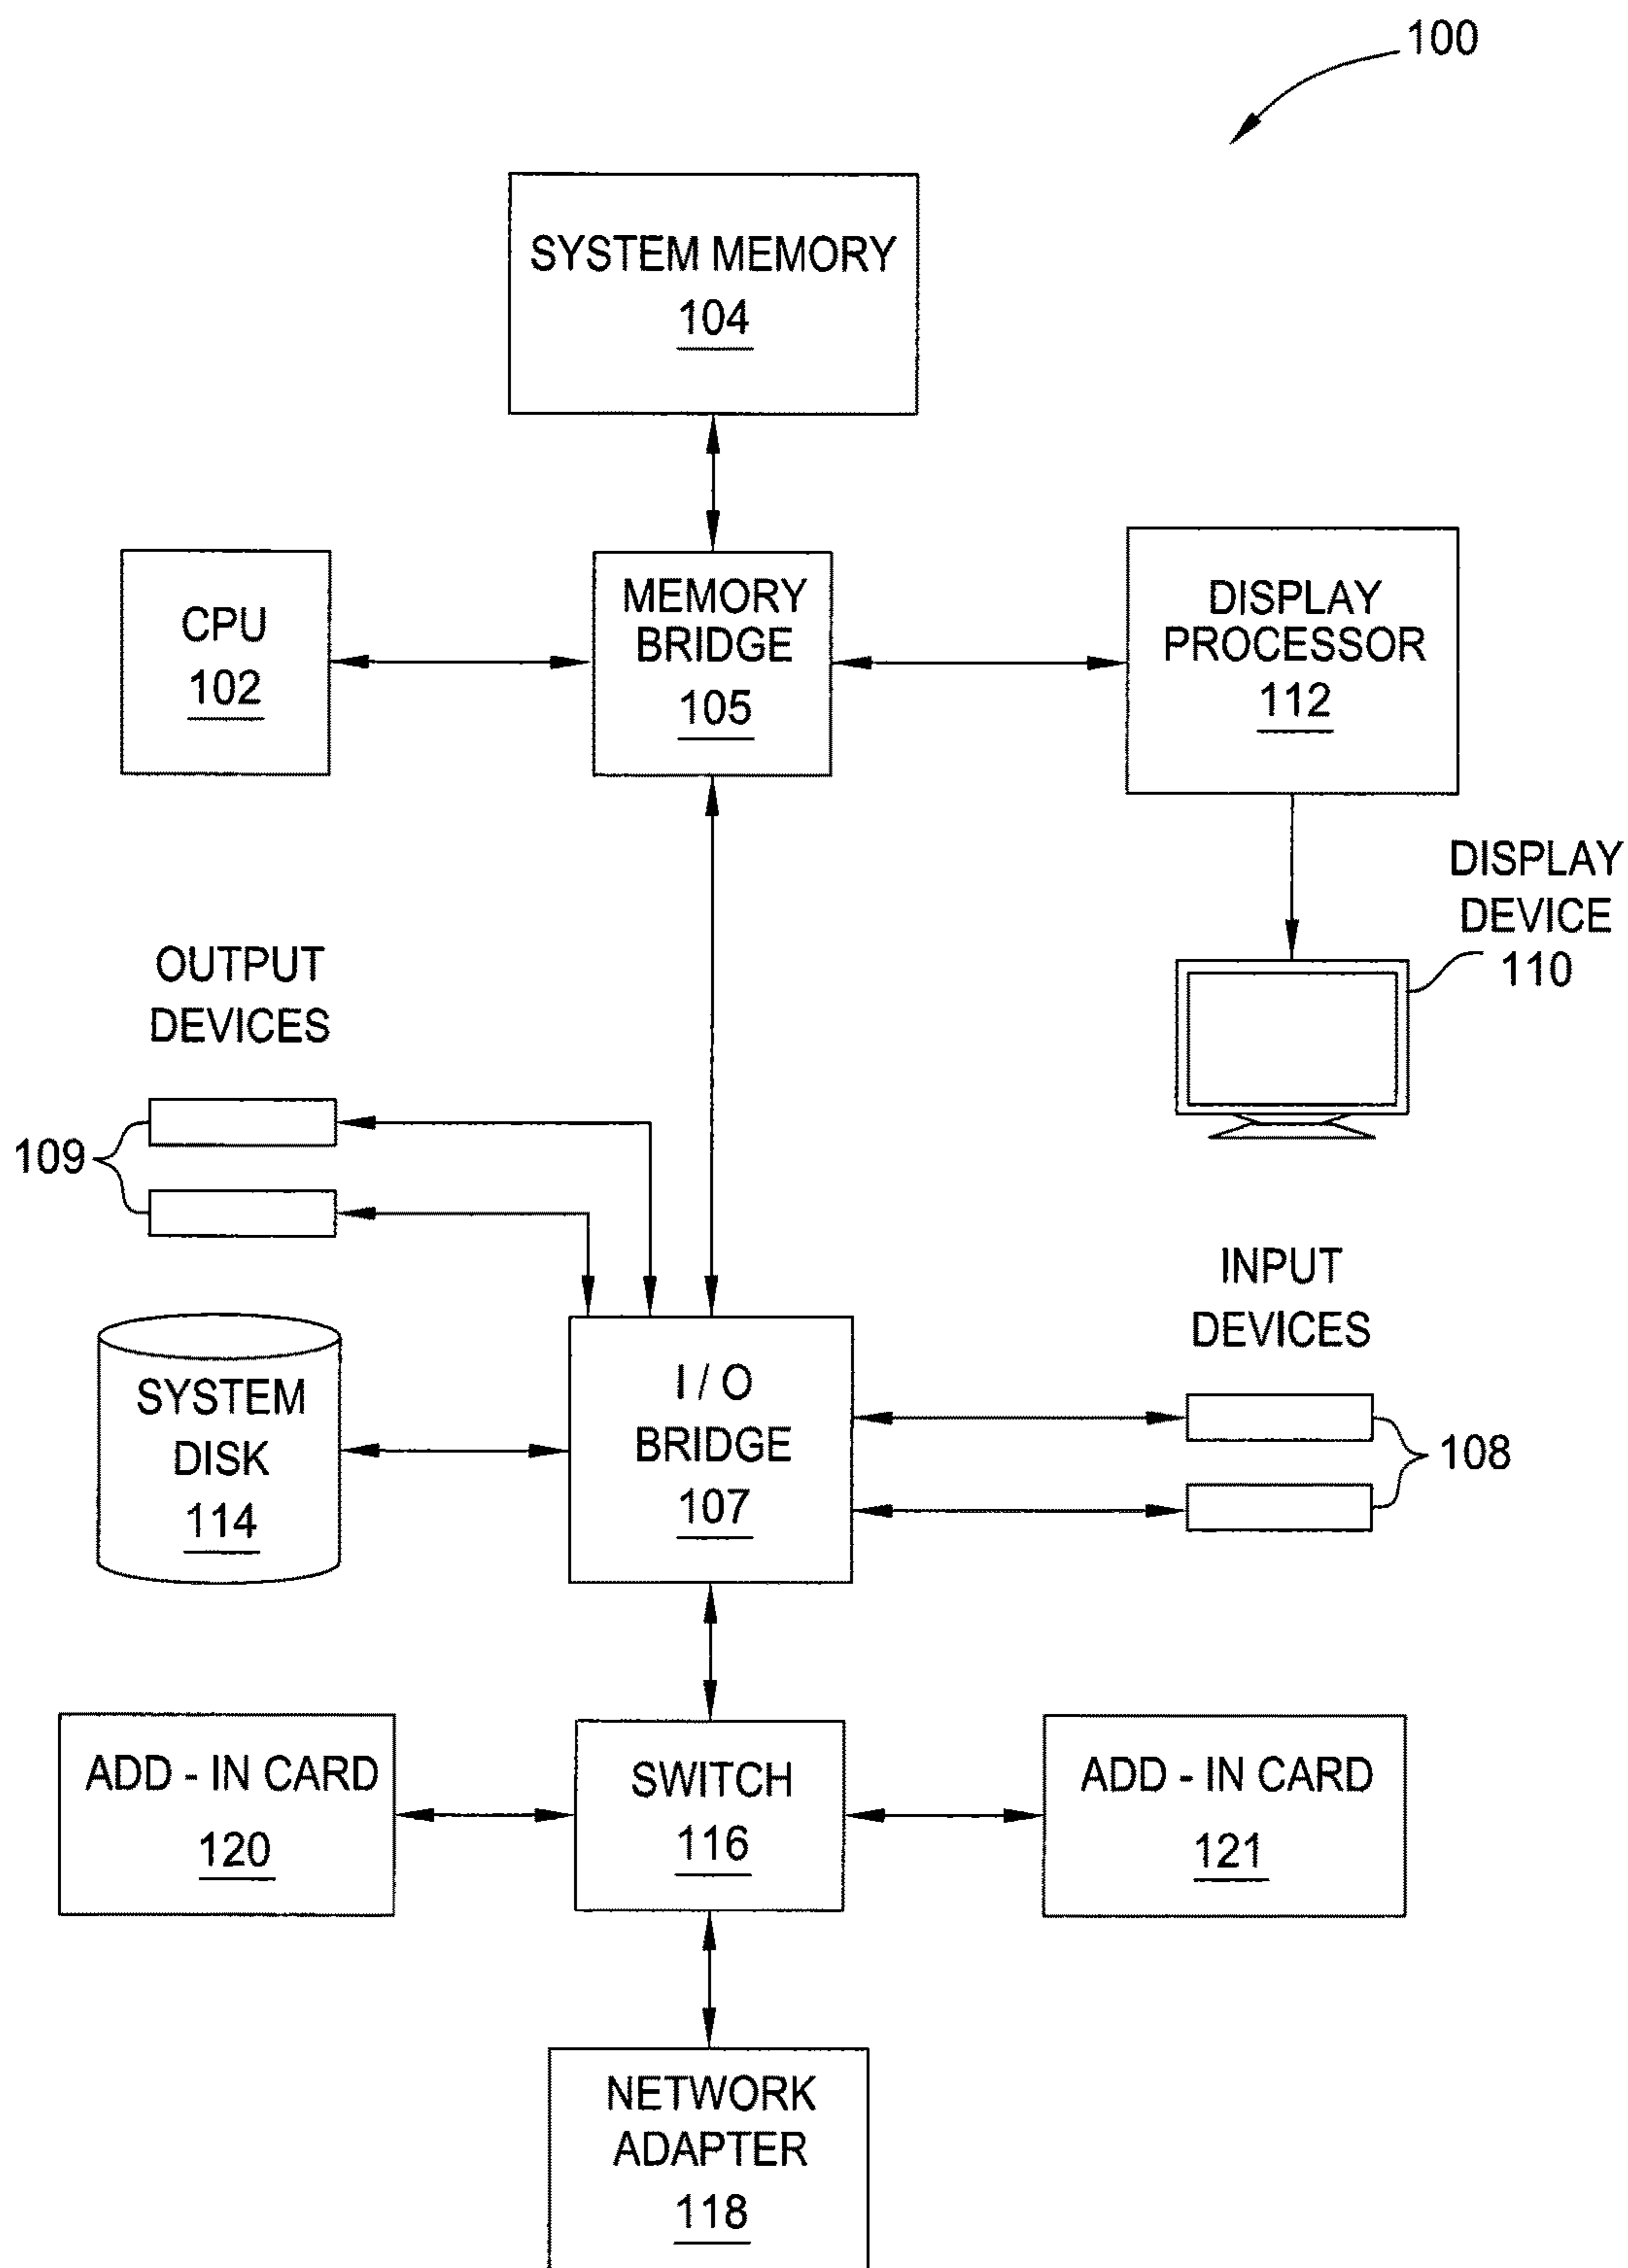 100
SYSTEM MEMORY
104
CPU
102
MEMORY
BRIDGE
105
DISPLAY
PROCESSOR
112
DISPLAY
DEVICE
110
OUTPUT
DEVICES
109
INPUT
DEVICES
108
SYSTEM
DISK
114
I / O
BRIDGE
107
ADD - IN CARD
120
SWITCH
116
ADD - IN CARD
121
NETWORK
ADAPTER
118